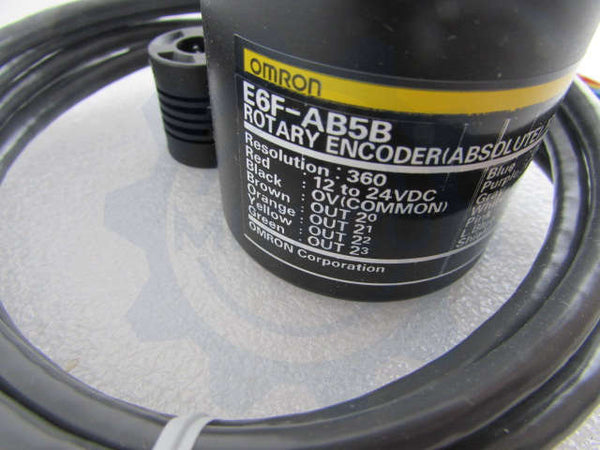 OMRON
E6F-AB5B
ROTARY ENCODER(ABSOLUTE)
Resolution : 360
Red : 12 to 24VDC
Black : 0V(COMMON)
Brown : OUT 2⁰
Orange : OUT 2¹
Yellow : OUT 2²
Green : OUT 2³
OMRON Corporation
Blue